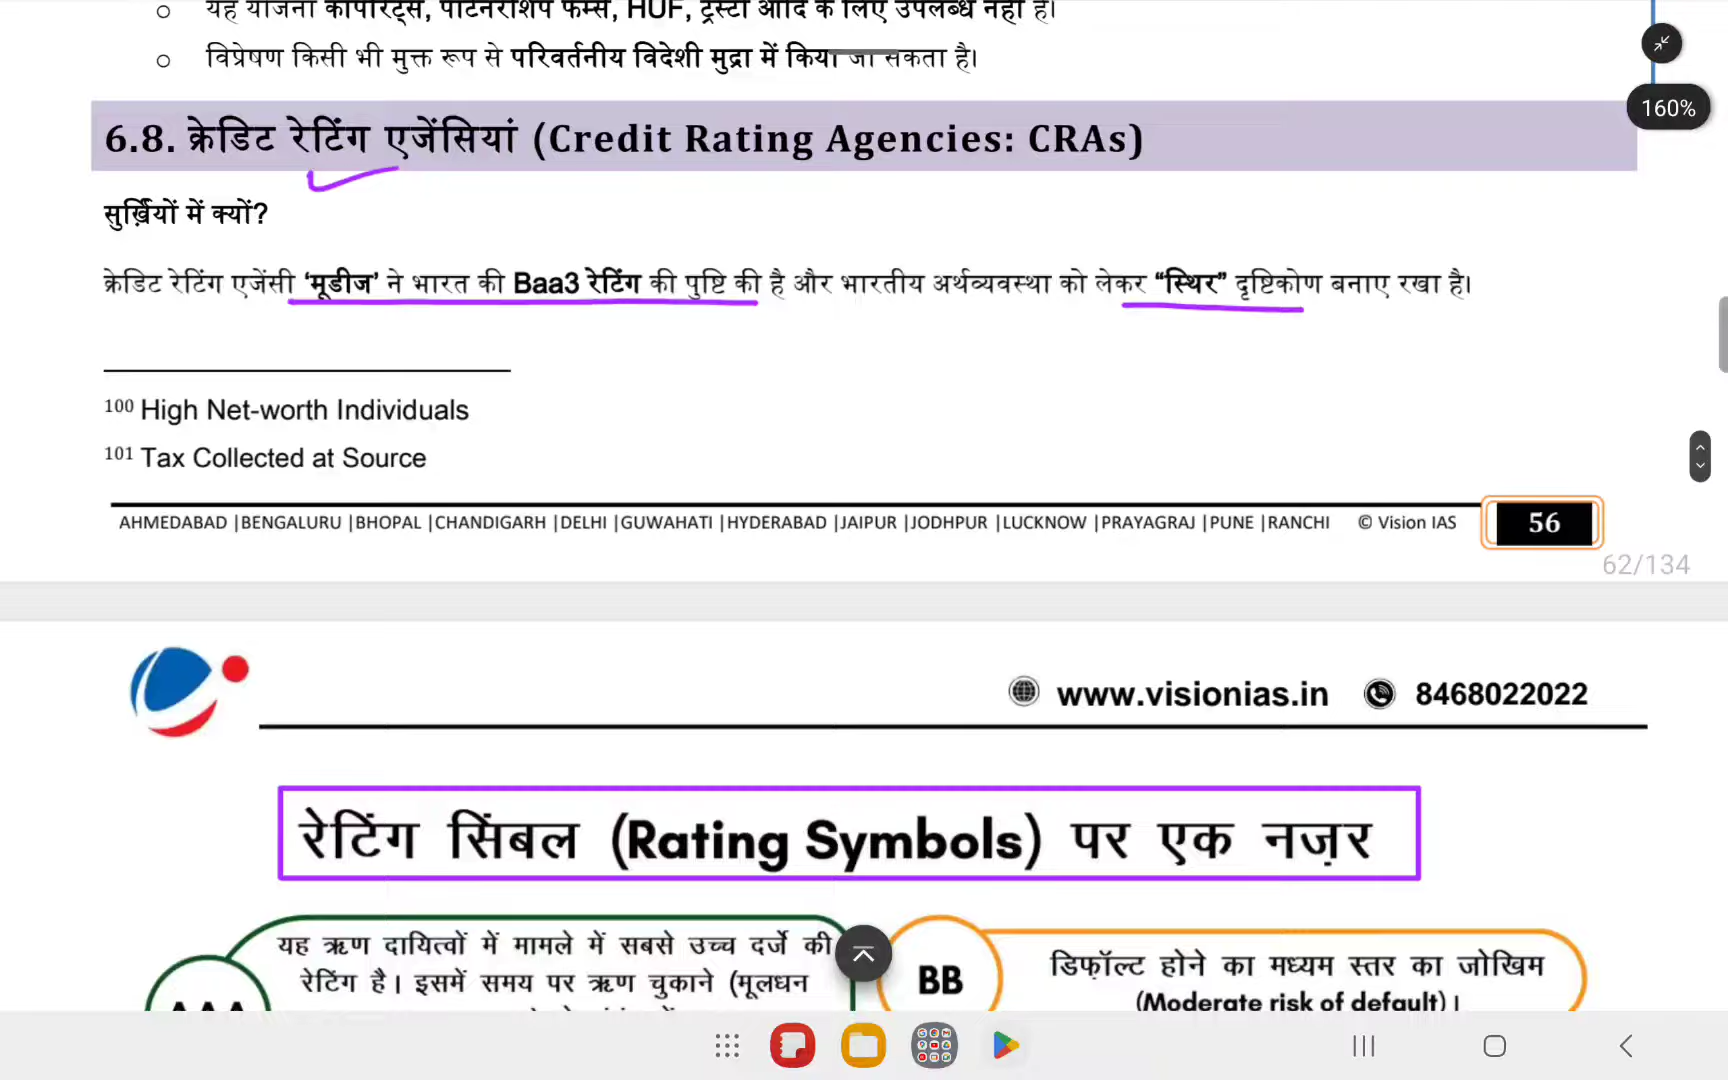 यह योजना कॉर्पोरेट्स, पार्टनरशिप फर्म्स, HUF, ट्रस्टों आदि के लिए उपलब्ध नहीं है।
विप्रेषण किसी भी मुक्त रूप से परिवर्तनीय विदेशी मुद्रा में किया जा सकता है।
160%
6.8. क्रेडिट रेटिंग एजेंसियां (Credit Rating Agencies: CRAs)
सुर्ख़ियों में क्यों?
क्रेडिट रेटिंग एजेंसी ‘मूडीज’ ने भारत की Baa3 रेटिंग की पुष्टि की है और भारतीय अर्थव्यवस्था को लेकर “स्थिर” दृष्टिकोण बनाए रखा है।
100 High Net-worth Individuals
101 Tax Collected at Source
AHMEDABAD |BENGALURU |BHOPAL |CHANDIGARH |DELHI |GUWAHATI |HYDERABAD |JAIPUR |JODHPUR |LUCKNOW |PRAYAGRAJ |PUNE |RANCHI © Vision IAS 56
62/134
www.visionias.in 8468022022
रेटिंग सिंबल (Rating Symbols) पर एक नज़र
यह ऋण दायित्वों में मामले में सबसे उच्च दर्जे की
रेटिंग है। इसमें समय पर ऋण चुकाने (मूलधन
AAA
BB
डिफ़ॉल्ट होने का मध्यम स्तर का जोखिम
(Moderate risk of default)।